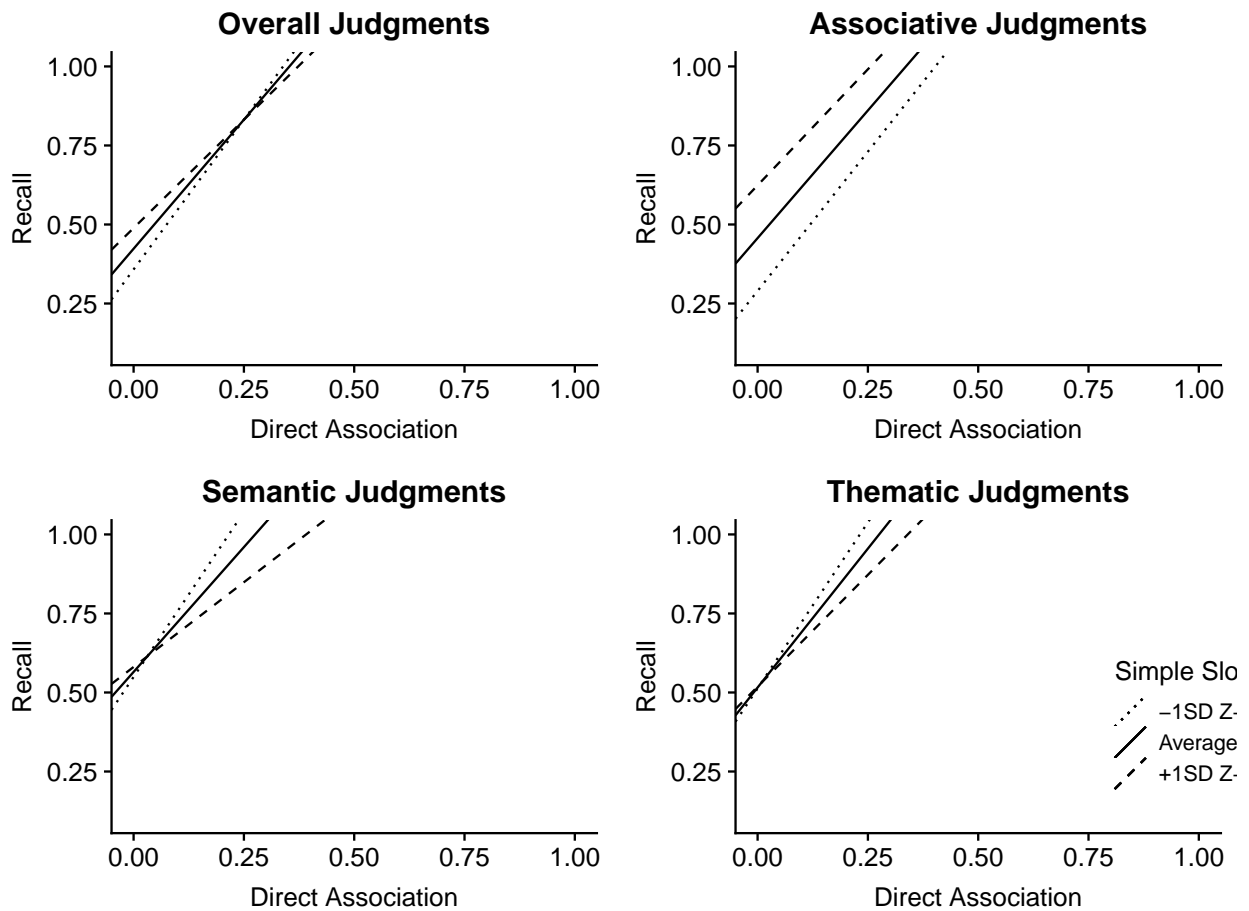 Overall Judgments
1.00
0.75
0.50
0.25
Recall
0.00 0.25 0.50 0.75 1.00
Direct Association
Associative Judgments
1.00
0.75
0.50
0.25
Recall
0.00 0.25 0.50 0.75 1.00
Direct Association
Semantic Judgments
1.00
0.75
0.50
0.25
Recall
0.00 0.25 0.50 0.75 1.00
Direct Association
Thematic Judgments
1.00
0.75
0.50
0.25
Recall
0.00 0.25 0.50 0.75 1.00
Direct Association
Simple Slo
−1SD Z-
Average
+1SD Z-